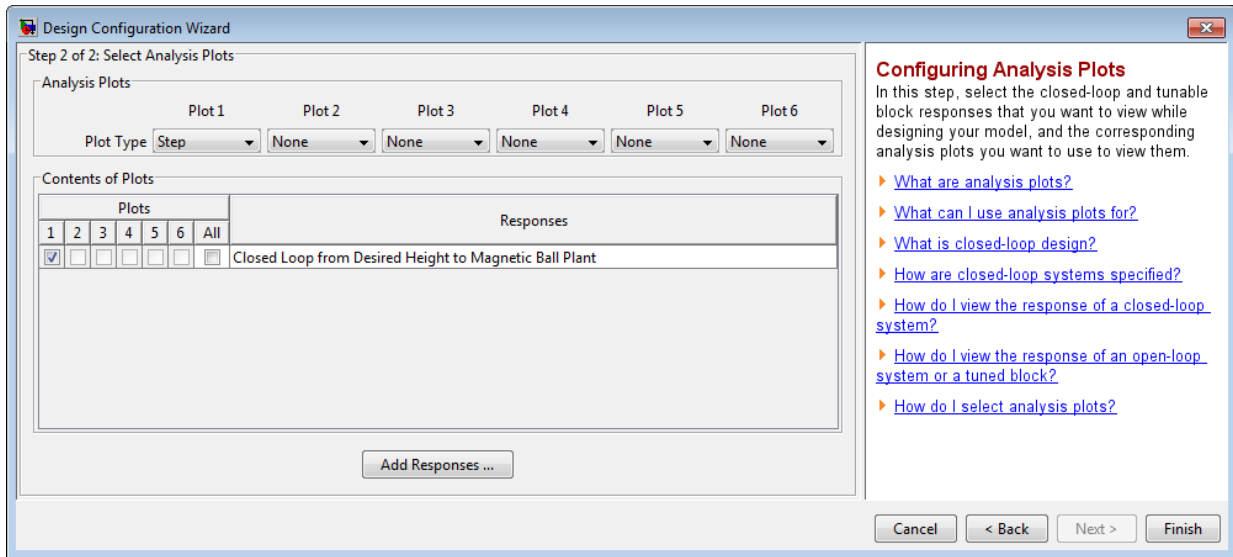 Design Configuration Wizard
Step 2 of 2: Select Analysis Plots
Analysis Plots
Plot 1 Plot 2 Plot 3 Plot 4 Plot 5 Plot 6
Plot Type Step None None None None None
Contents of Plots
Plots
Responses
1 2 3 4 5 6 All
Closed Loop from Desired Height to Magnetic Ball Plant
Add Responses ...
Configuring Analysis Plots
In this step, select the closed-loop and tunable
block responses that you want to view while
designing your model, and the corresponding
analysis plots you want to use to view them.
What are analysis plots?
What can I use analysis plots for?
What is closed-loop design?
How are closed-loop systems specified?
How do I view the response of a closed-loop
system?
How do I view the response of an open-loop
system or a tuned block?
How do I select analysis plots?
Cancel < Back Next > Finish